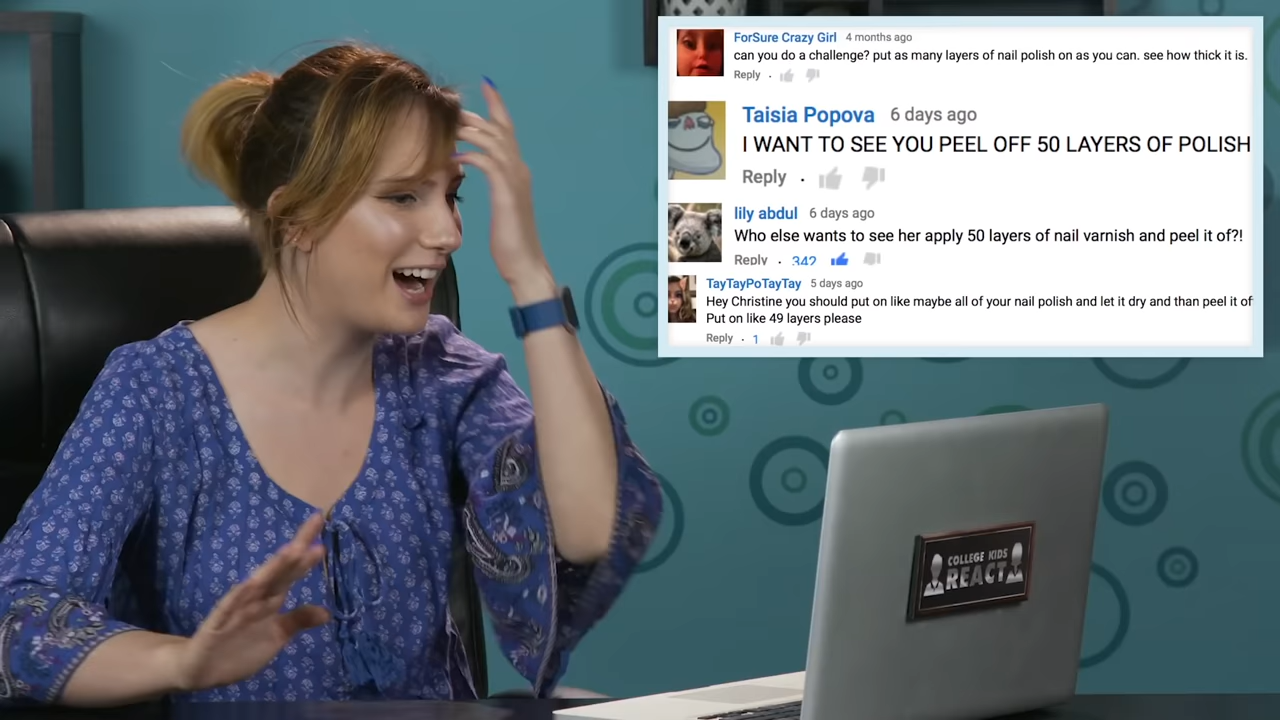 ForSure Crazy Girl 4 months ago
can you do a challenge? put as many layers of nail polish on as you can. see how thick it is.
Reply
Taisia Popova 6 days ago
I WANT TO SEE YOU PEEL OFF 50 LAYERS OF POLISH
Reply
lily abdul 6 days ago
Who else wants to see her apply 50 layers of nail varnish and peel it of?!
Reply 342
TayTayPoTayTay 5 days ago
Hey Christine you should put on like maybe all of your nail polish and let it dry and than peel it of
Put on like 49 layers please
Reply 1
COLLEGE KIDS
REACT